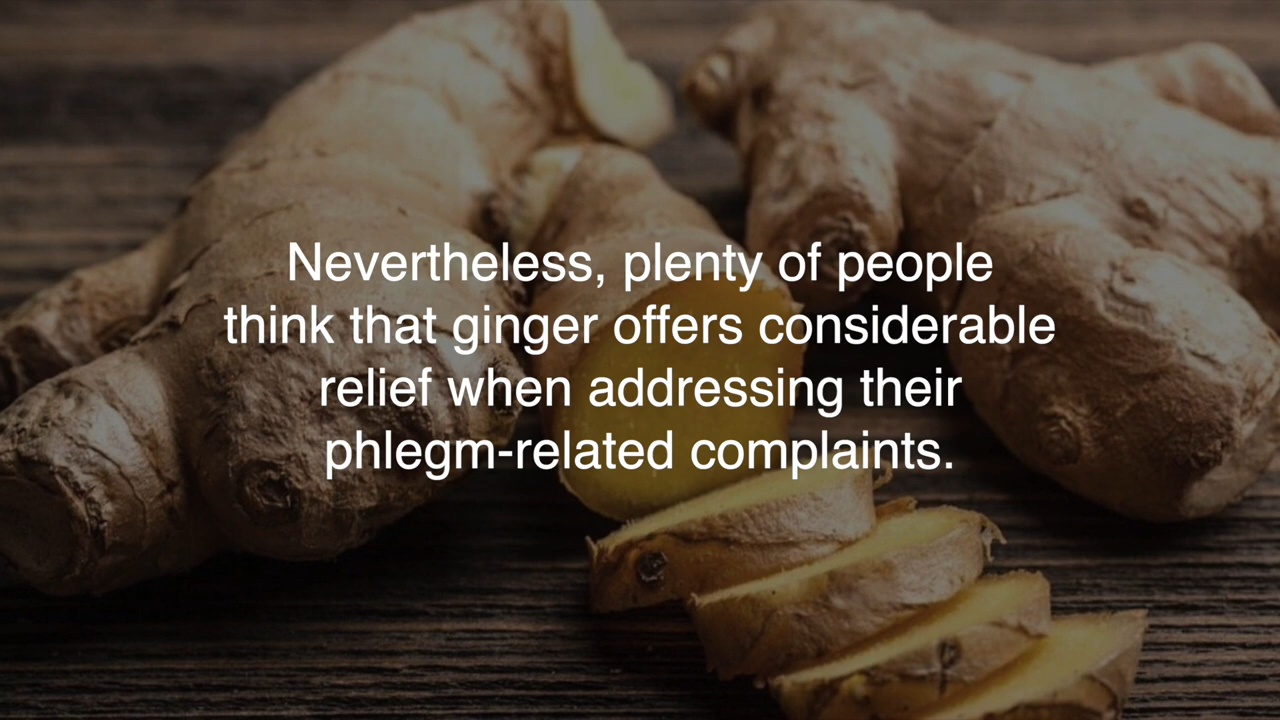 Nevertheless, plenty of people
think that ginger offers considerable
relief when addressing their
phlegm-related complaints.